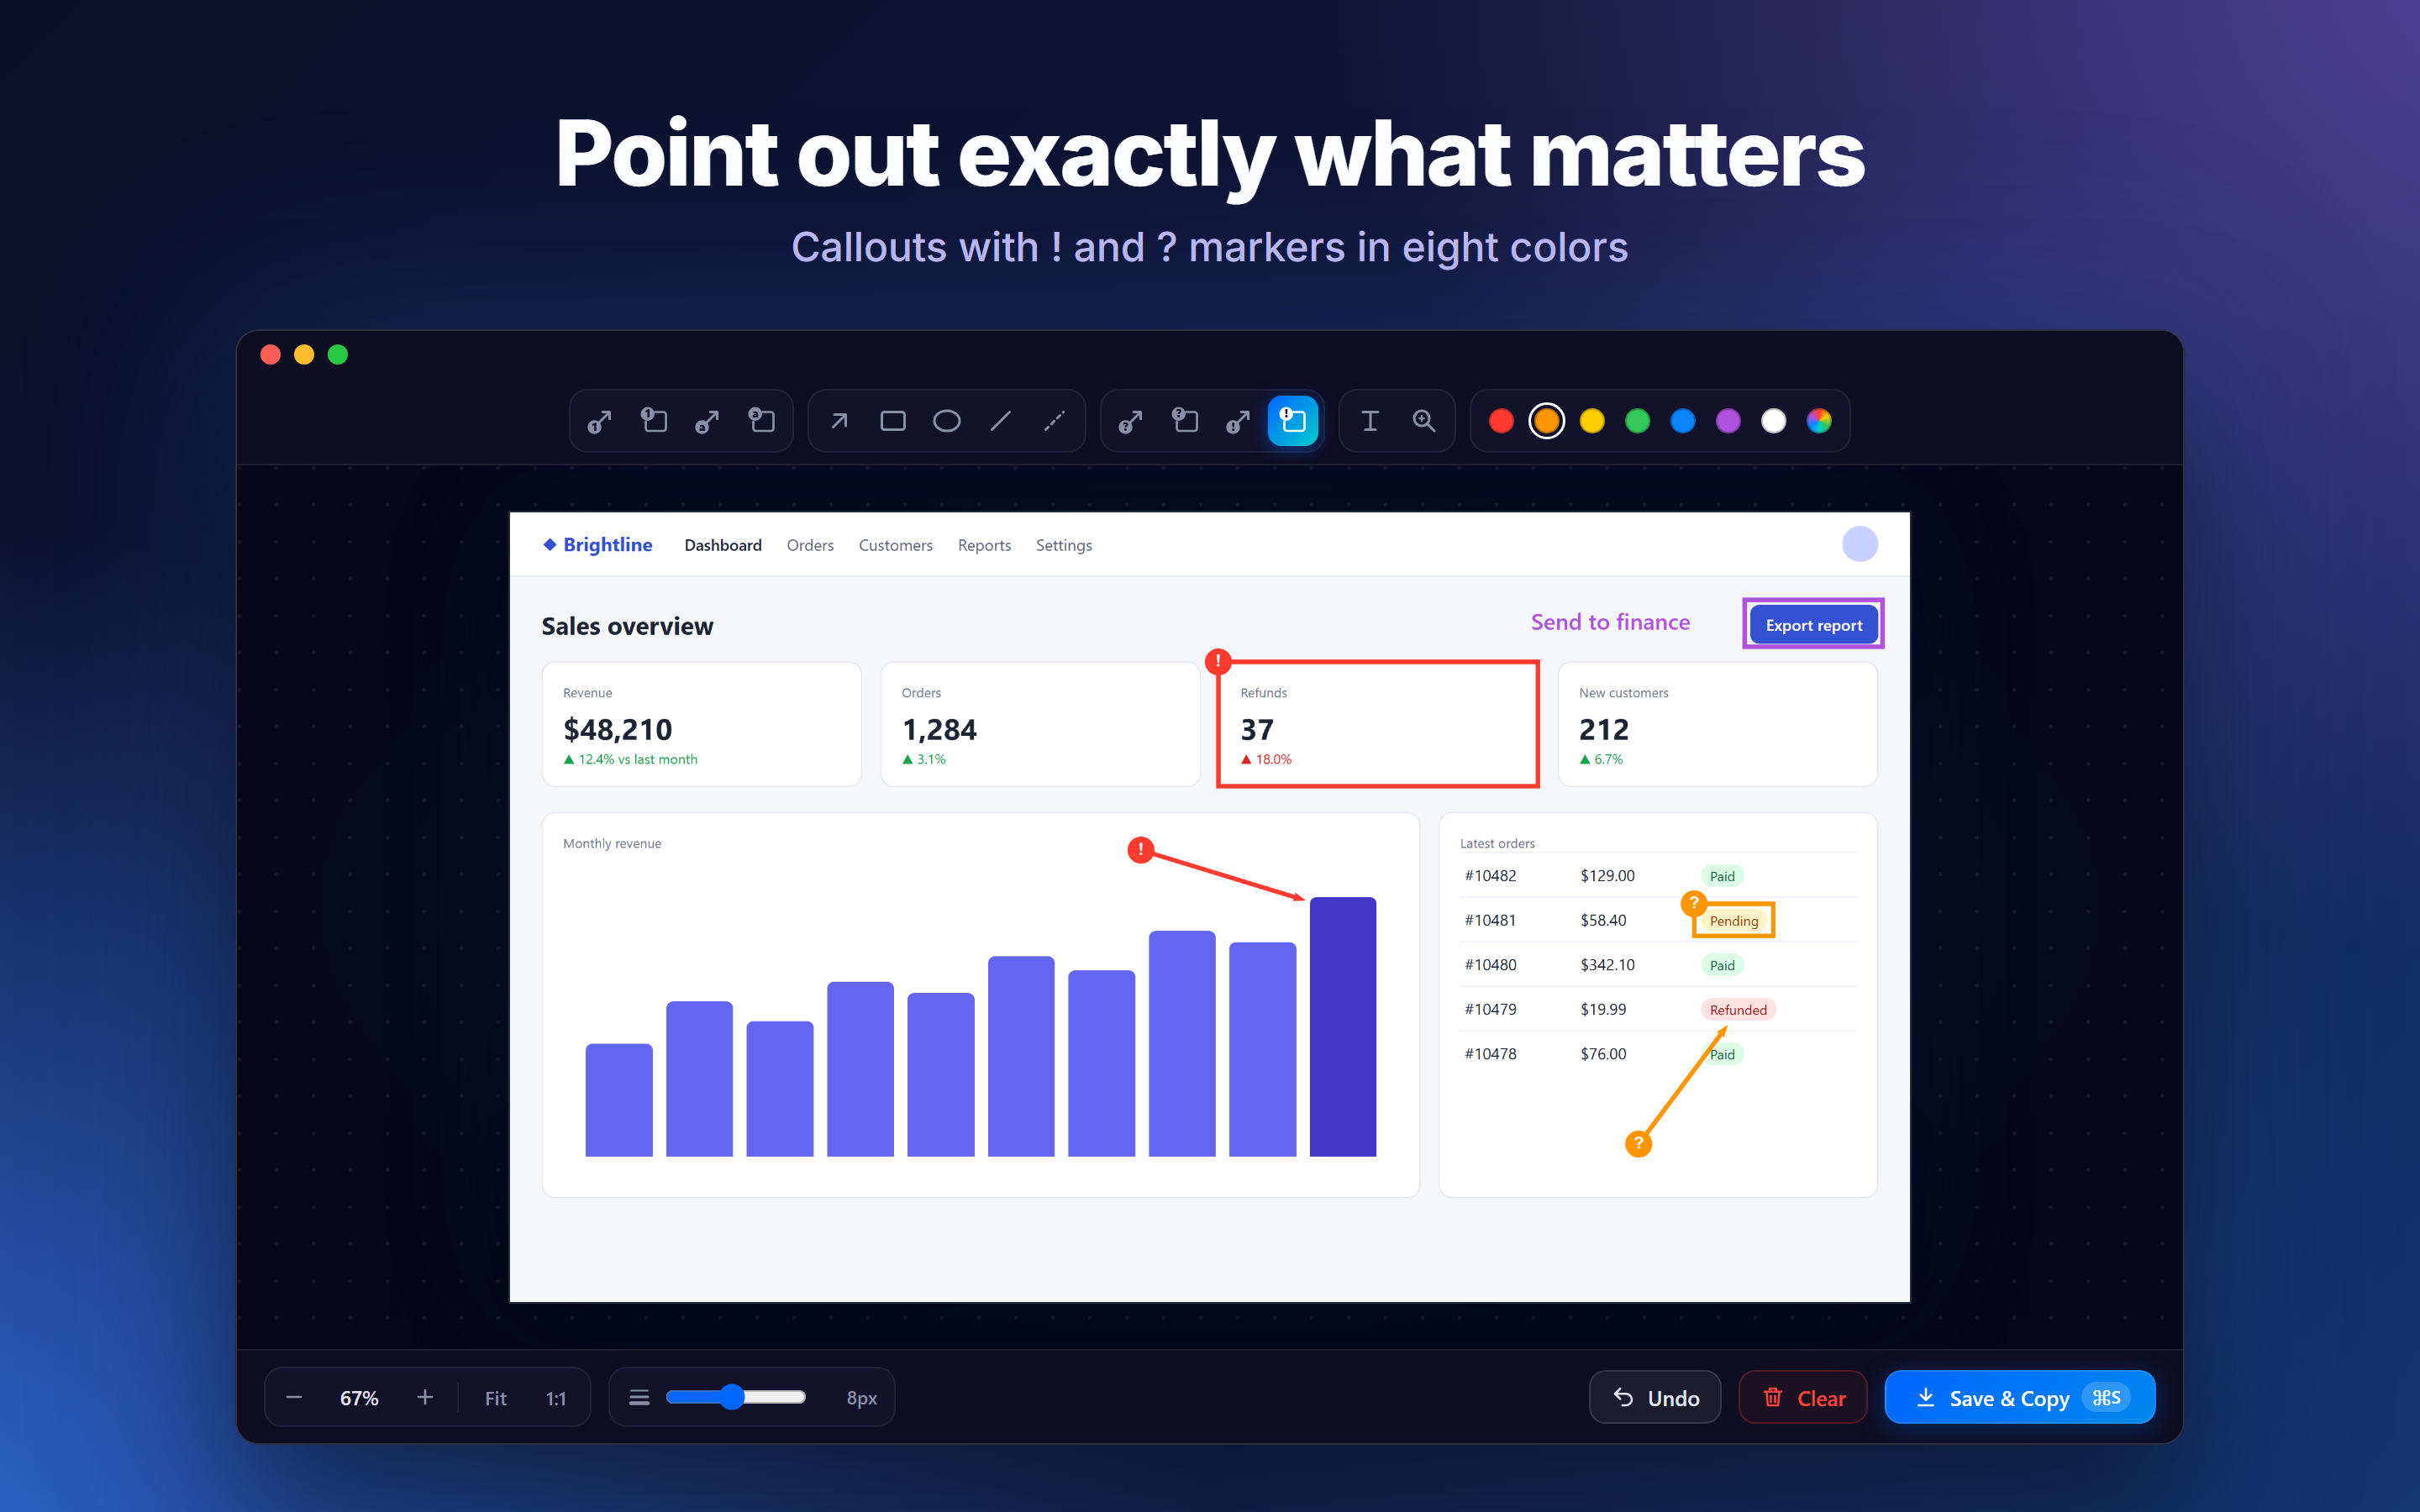 Point out exactly what matters
Callouts with ! and ? markers in eight colors
1 1 a a ? ? ! !
Brightline Dashboard Orders Customers Reports Settings
Sales overview
Send to finance
Export report
!
Revenue
$48,210
▲ 12.4% vs last month
Orders
1,284
▲ 3.1%
Refunds
37
▲ 18.0%
New customers
212
▲ 6.7%
Monthly revenue
!
Latest orders
#10482 $129.00 Paid
?
#10481 $58.40 Pending
#10480 $342.10 Paid
#10479 $19.99 Refunded
#10478 $76.00 Paid
?
67% Fit 1:1 8px Undo Clear Save & Copy ⌘S